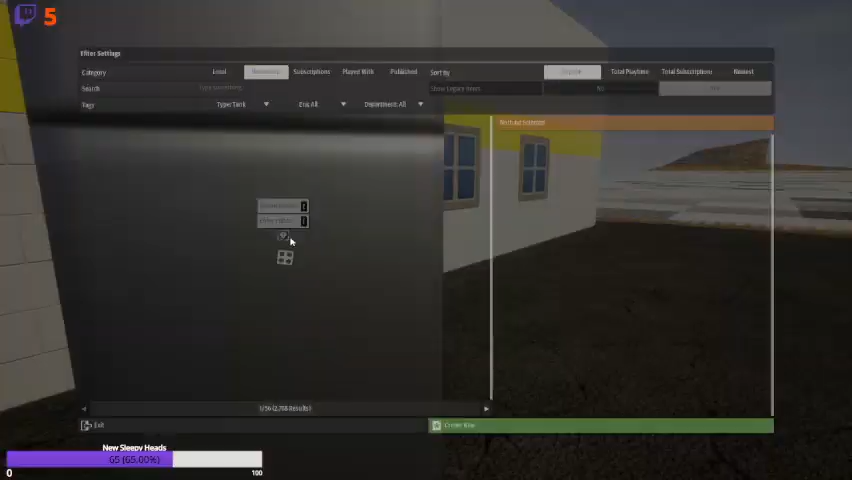 5
Filter Settings
Category
Local
Subscriptions
Played With
Published
Sort by
Total Playtime
Total Subscriptions
Newest
Search
Show Legacy Items
No
Tags
Type: Tank
Era: All
Department: All
1/56 (2,788 Results)
Exit
Create New
New Sleepy Heads
65 (65.00%)
0
100